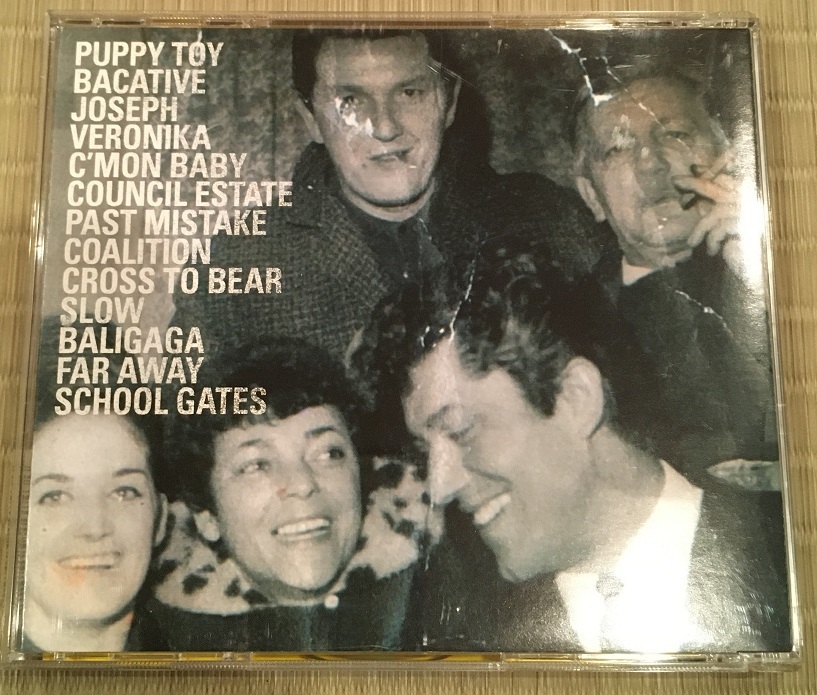 PUPPY TOY
BACATIVE
JOSEPH
VERONIKA
C'MON BABY
COUNCIL ESTATE
PAST MISTAKE
COALITION
CROSS TO BEAR
SLOW
BALIGAGA
FAR AWAY
SCHOOL GATES